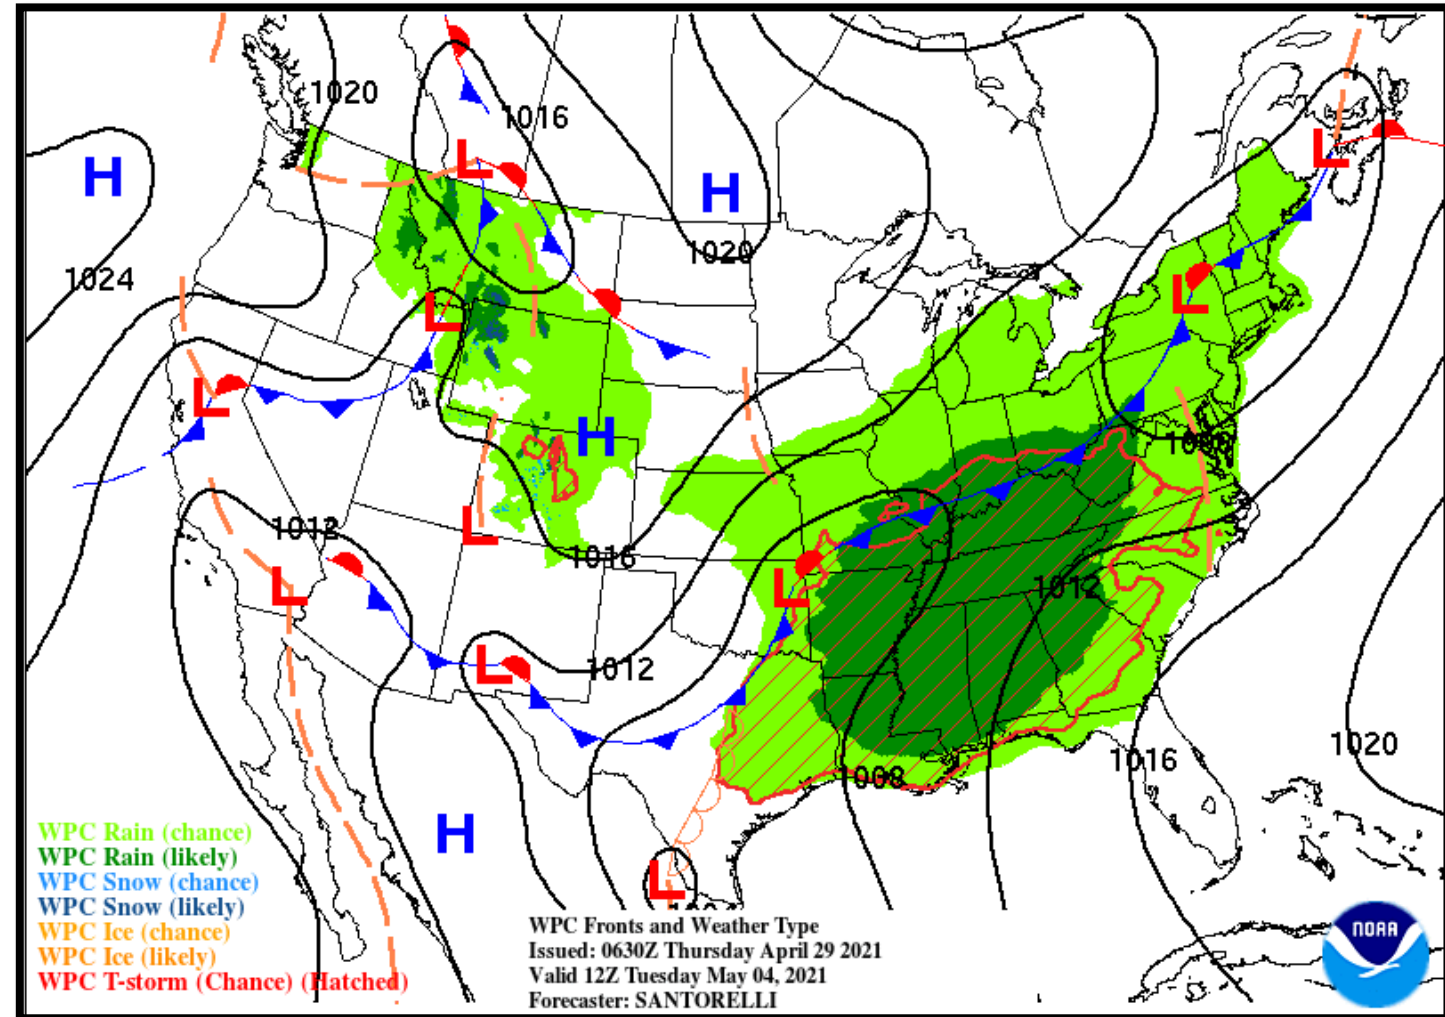 1020
1016
L
H
L
H
1020
1024
L
L
L
H
1008
L
1012
1016
L
L
1012
L
1012
1016
1020
1008
H
L
WPC Rain (chance)
WPC Rain (likely)
WPC Snow (chance)
WPC Snow (likely)
WPC Ice (chance)
WPC Ice (likely)
WPC T-storm (Chance) (Hatched)
WPC Fronts and Weather Type
Issued: 0630Z Thursday April 29 2021
Valid 12Z Tuesday May 04, 2021
Forecaster: SANTORELLI
NOAA